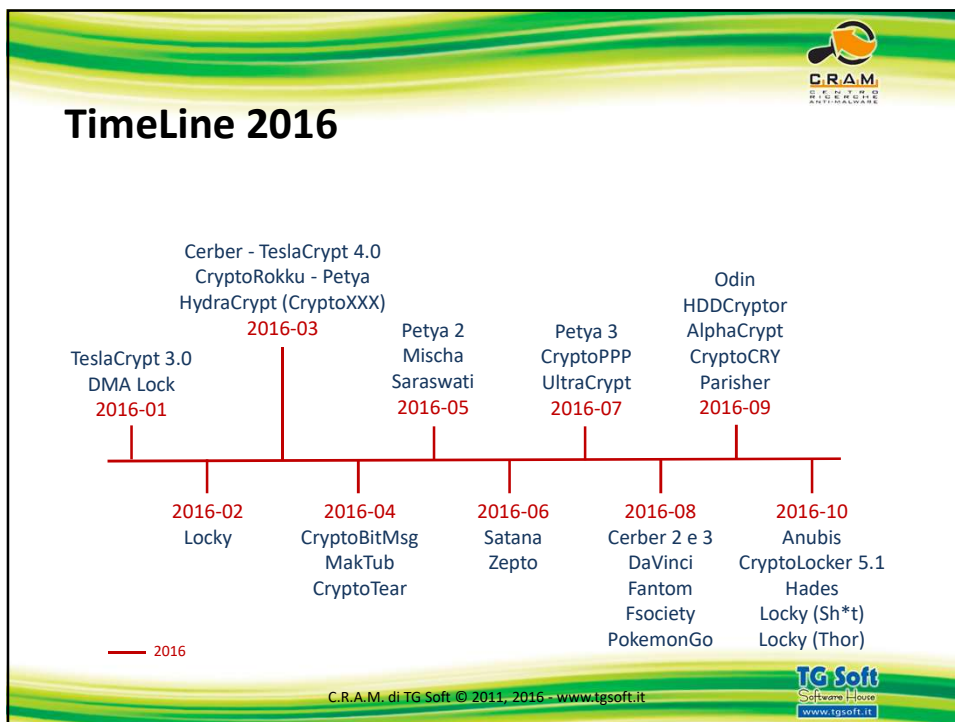 C.R.A.M.
CENTRO
RICERCHE
ANTI-MALWARE
TimeLine 2016
Cerber - TeslaCrypt 4.0
CryptoRokku - Petya
HydraCrypt (CryptoXXX)
2016-03
TeslaCrypt 3.0
DMA Lock
2016-01
Petya 2
Mischa
Saraswati
2016-05
Petya 3
CryptoPPP
UltraCrypt
2016-07
Odin
HDDCryptor
AlphaCrypt
CryptoCRY
Parisher
2016-09
2016-02
Locky
2016-04
CryptoBitMsg
MakTub
CryptoTear
2016-06
Satana
Zepto
2016-08
Cerber 2 e 3
DaVinci
Fantom
Fsociety
PokemonGo
2016-10
Anubis
CryptoLocker 5.1
Hades
Locky (Sh*t)
Locky (Thor)
2016
C.R.A.M. di TG Soft © 2011, 2016 - www.tgsoft.it
TG Soft
Software House
www.tgsoft.it